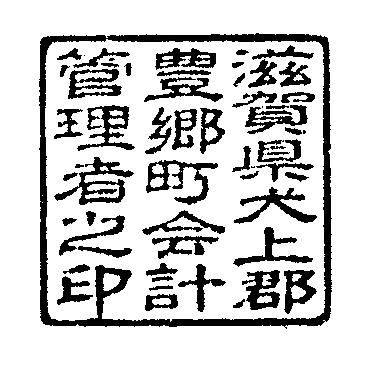 滋賀県犬上郡
豊郷町会計
管理者之印